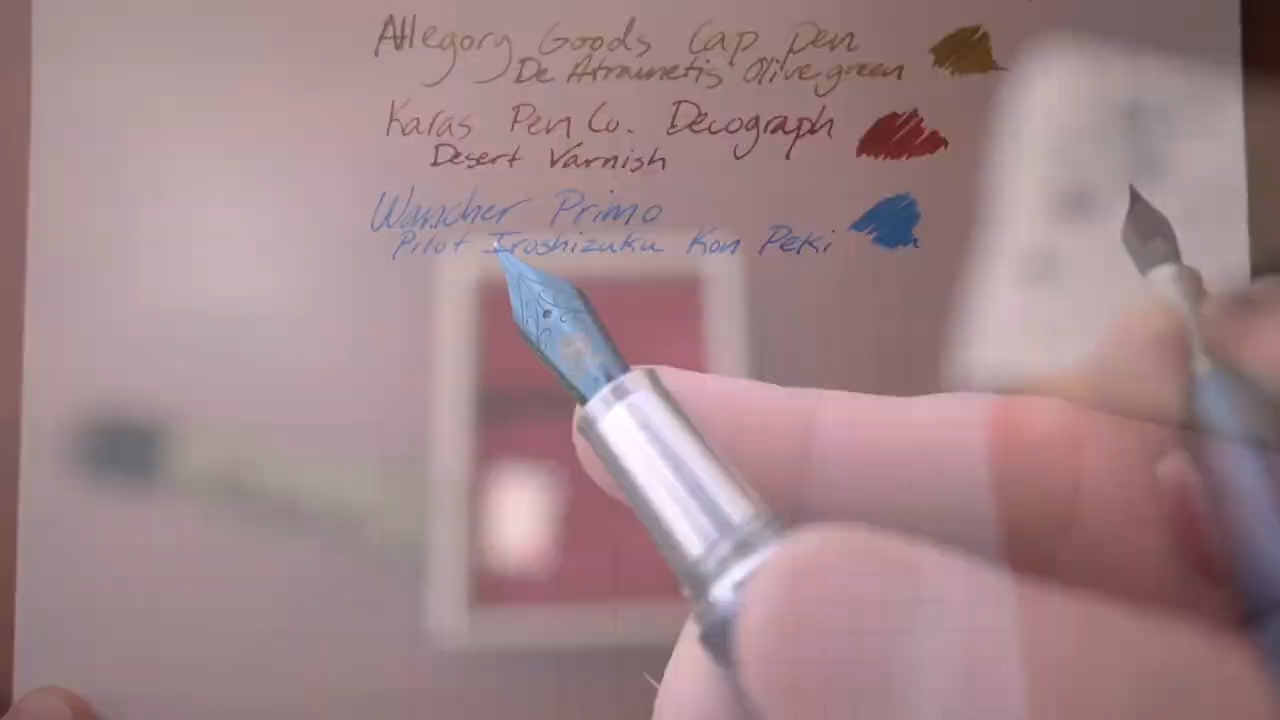 Allegory Goods Cap Pen
De Atramnetis Olive green
Karas Pen Co. Decograph
Desert Varnish
Wancher Primo
Pilot Iroshizuku Kon Peki